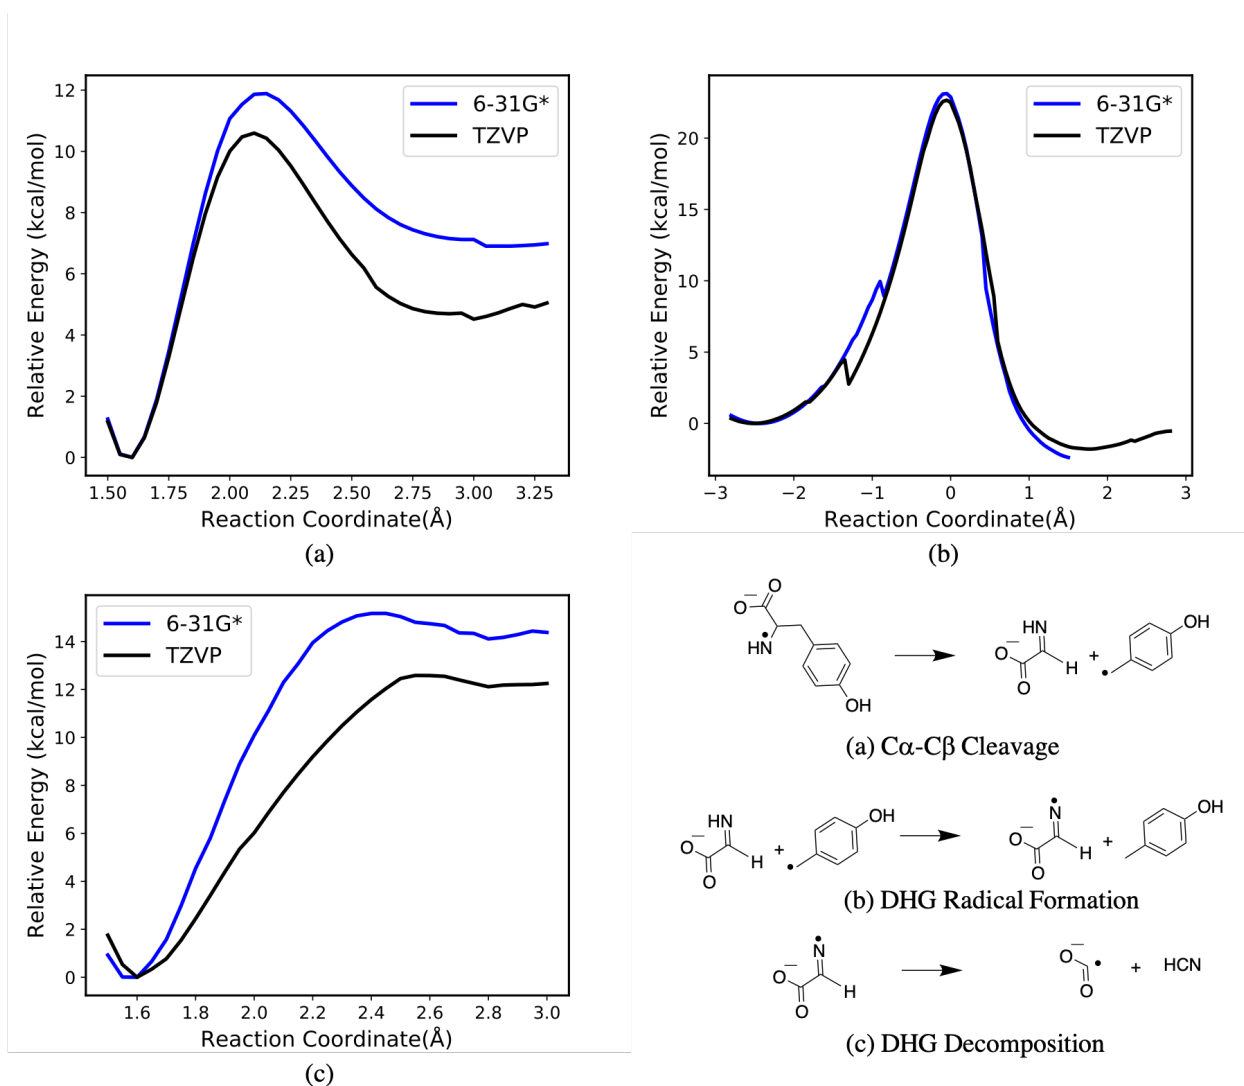 12
10
8
6
4
2
0
Relative Energy (kcal/mol)
6-31G*
TZVP
1.50 1.75 2.00 2.25 2.50 2.75 3.00 3.25
Reaction Coordinate(Å)
(a)
20
15
10
5
0
Relative Energy (kcal/mol)
6-31G*
TZVP
−3 −2 −1 0 1 2 3
Reaction Coordinate(Å)
(b)
14
12
10
8
6
4
2
0
Relative Energy (kcal/mol)
6-31G*
TZVP
1.6 1.8 2.0 2.2 2.4 2.6 2.8 3.0
Reaction Coordinate(Å)
(c)
O
O
HN
OH
HN
O
H
O
+
OH
(a) Cα-Cβ Cleavage
HN
O
H
O
+
OH
N
O
H
O
+
OH
(b) DHG Radical Formation
N
O
H
O
O
O
+ HCN
(c) DHG Decomposition